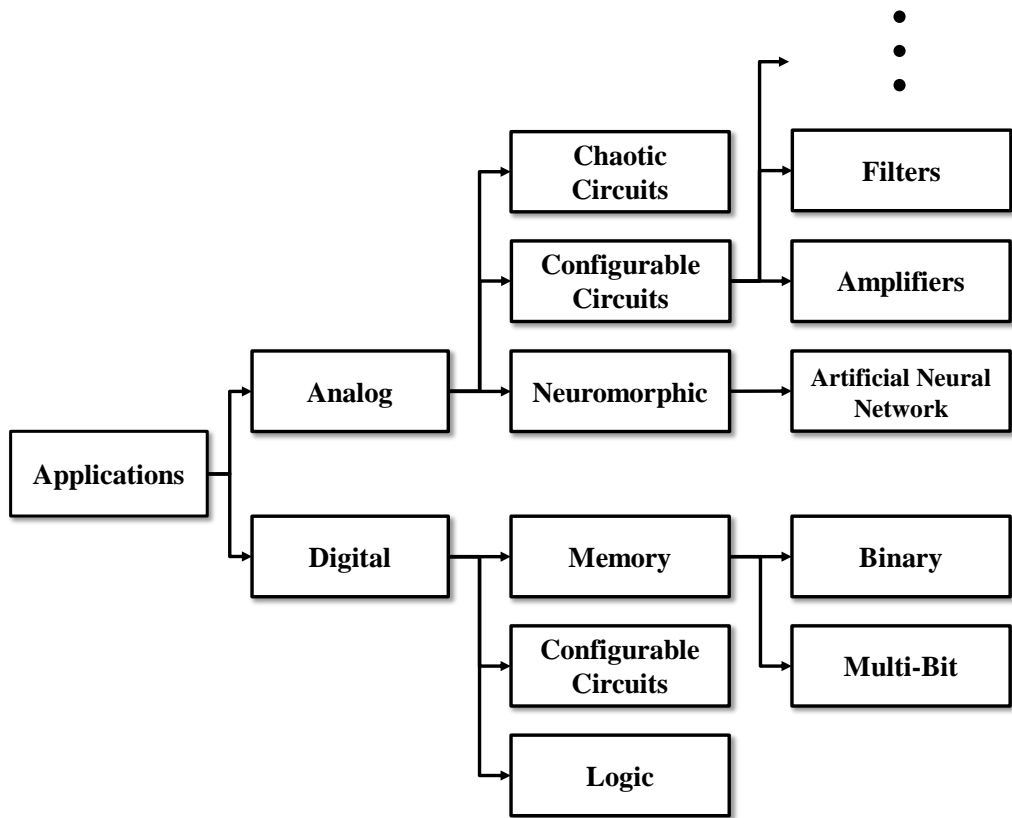 Chaotic
Circuits
Filters
Configurable
Circuits
Amplifiers
Analog
Neuromorphic
Artificial Neural
Network
Applications
Digital
Memory
Binary
Configurable
Circuits
Multi-Bit
Logic